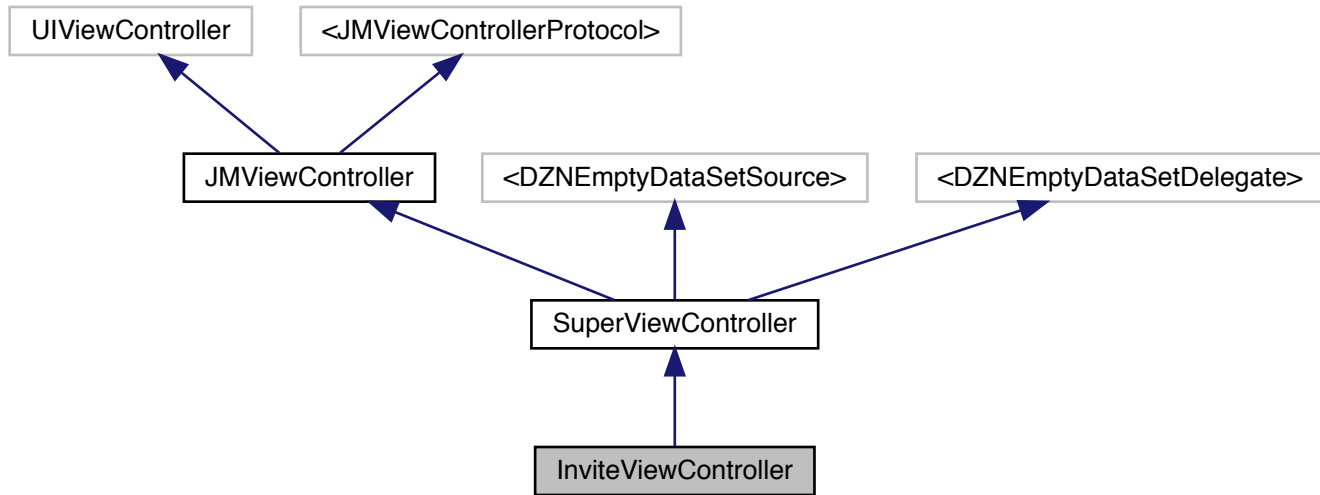 UIViewController
<JMViewControllerProtocol>
JMViewController
<DZNEmptyDataSetSource>
<DZNEmptyDataSetDelegate>
SuperViewController
InviteViewController